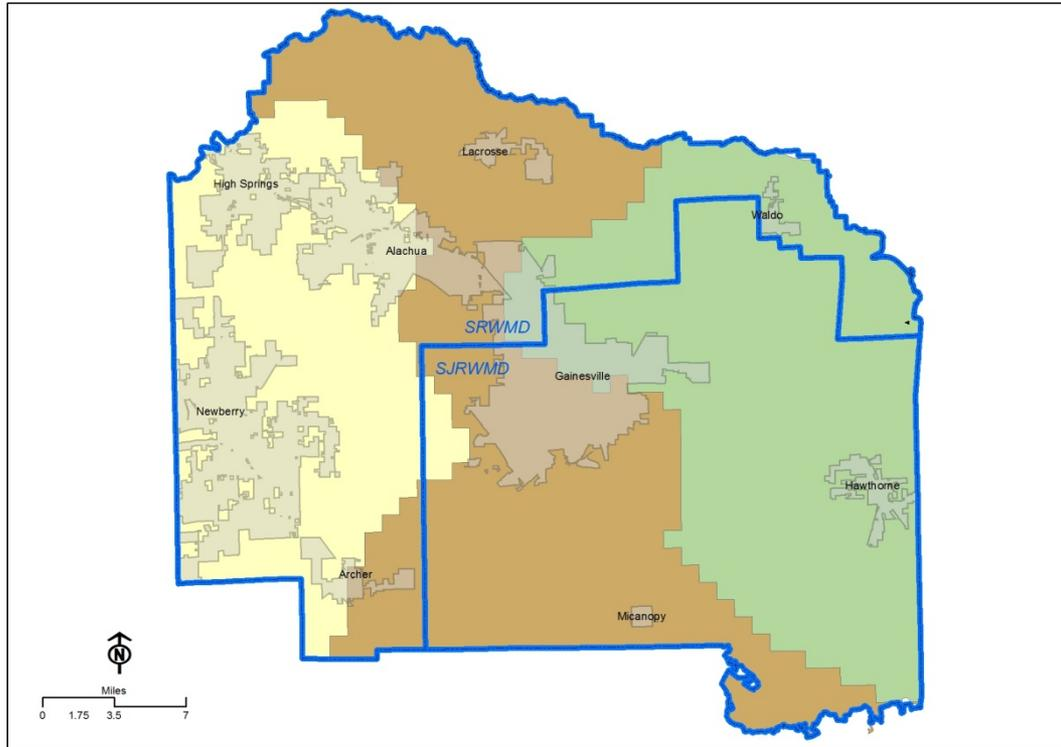 Lacrosse
High Springs
Waldo
Alachua
SRWMD
SJRWMD
Gainesville
Newberry
Hawthorne
Archer
Micanopy
N
Miles
0 1.75 3.5 7